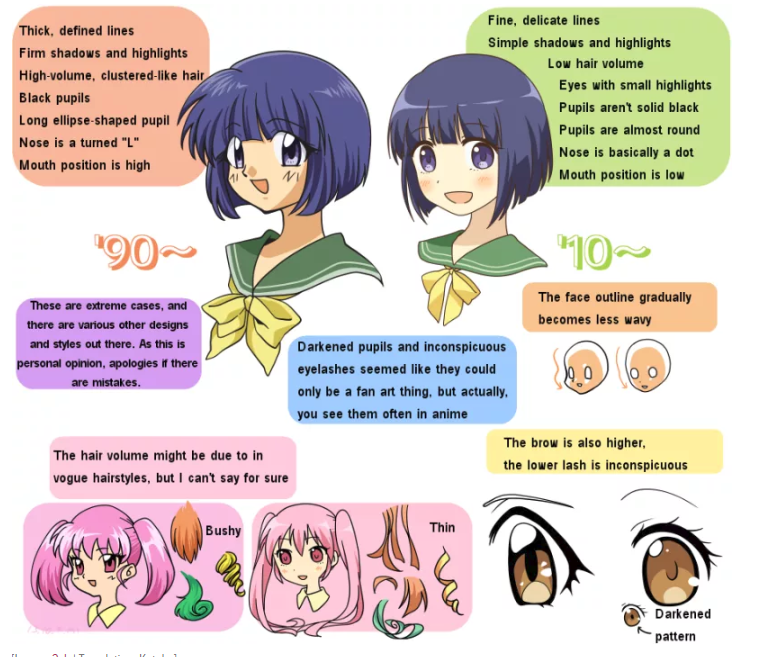 Thick, defined lines
Firm shadows and highlights
High-volume, clustered-like hair
Black pupils
Long ellipse-shaped pupil
Nose is a turned "L"
Mouth position is high
Fine, delicate lines
Simple shadows and highlights
Low hair volume
Eyes with small highlights
Pupils aren't solid black
Pupils are almost round
Nose is basically a dot
Mouth position is low
'90~
'10~
These are extreme cases, and
there are various other designs
and styles out there. As this is
personal opinion, apologies if there
are mistakes.
Darkened pupils and inconspicuous
eyelashes seemed like they could
only be a fan art thing, but actually,
you see them often in anime
The face outline gradually
becomes less wavy
The hair volume might be due to in
vogue hairstyles, but I can't say for sure
The brow is also higher,
the lower lash is inconspicuous
Bushy
Thin
Darkened
pattern